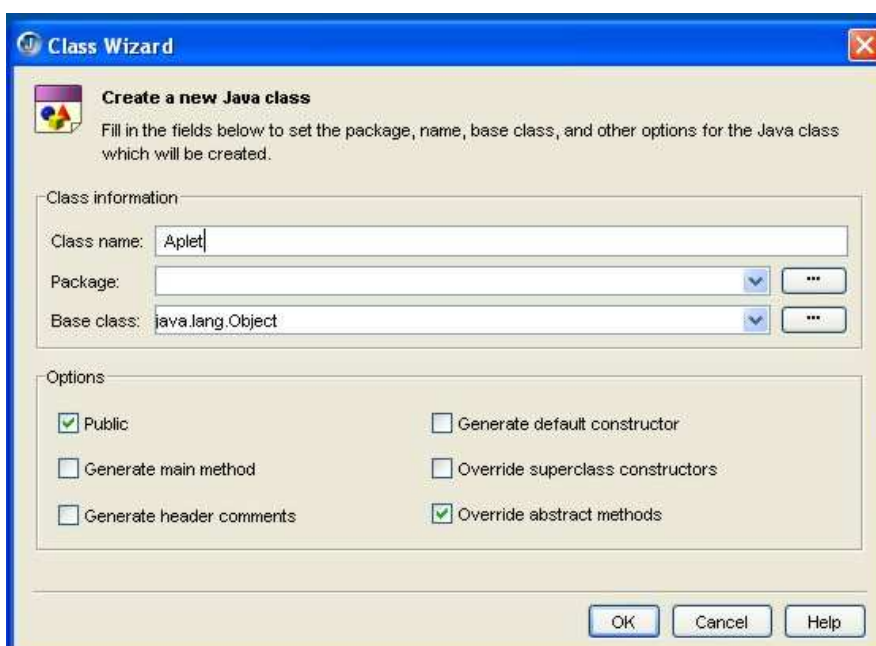 Class Wizard
Create a new Java class
Fill in the fields below to set the package, name, base class, and other options for the Java class
which will be created.
Class information
Class name: Aplet
Package: ...
Base class: java.lang.Object ...
Options
Public
Generate default constructor
Generate main method
Override superclass constructors
Generate header comments
Override abstract methods
OK Cancel Help